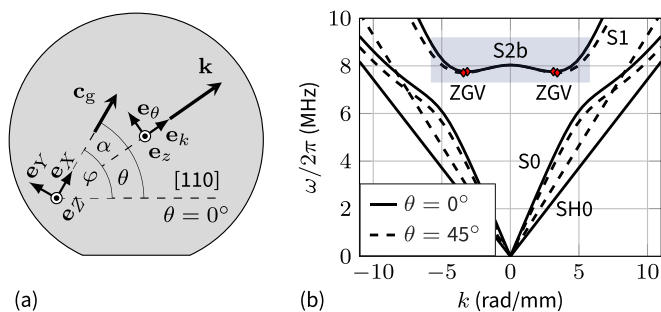 k
c_g
e_θ
e_k
e_z
α
e_Y
e_X
φ
θ
[110]
e_Z
θ = 0°
(a)
10
8
6
4
2
0
ω/2π (MHz)
S2b
S1
ZGV
ZGV
S0
SH0
θ = 0°
θ = 45°
−10
−5
0
5
10
k (rad/mm)
(b)